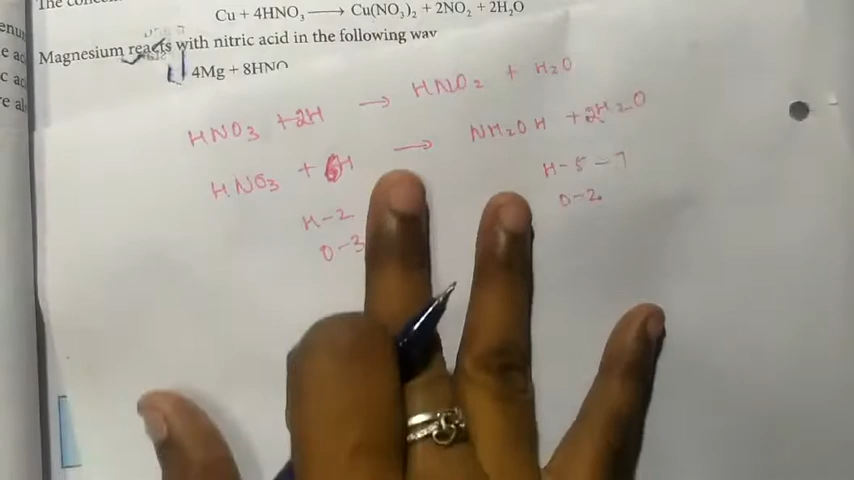 Cu + 4HNO₃ ⟶ Cu(NO₃)₂ + 2NO₂ + 2H₂O
Magnesium reacts with nitric acid in the following way
4Mg + 8HNO
HNO₃ + 2H → HNO₂ + H₂O
HNO₃ + 6H → NH₂OH + 2H₂O
H-2
O-3
H-5-7
O-2